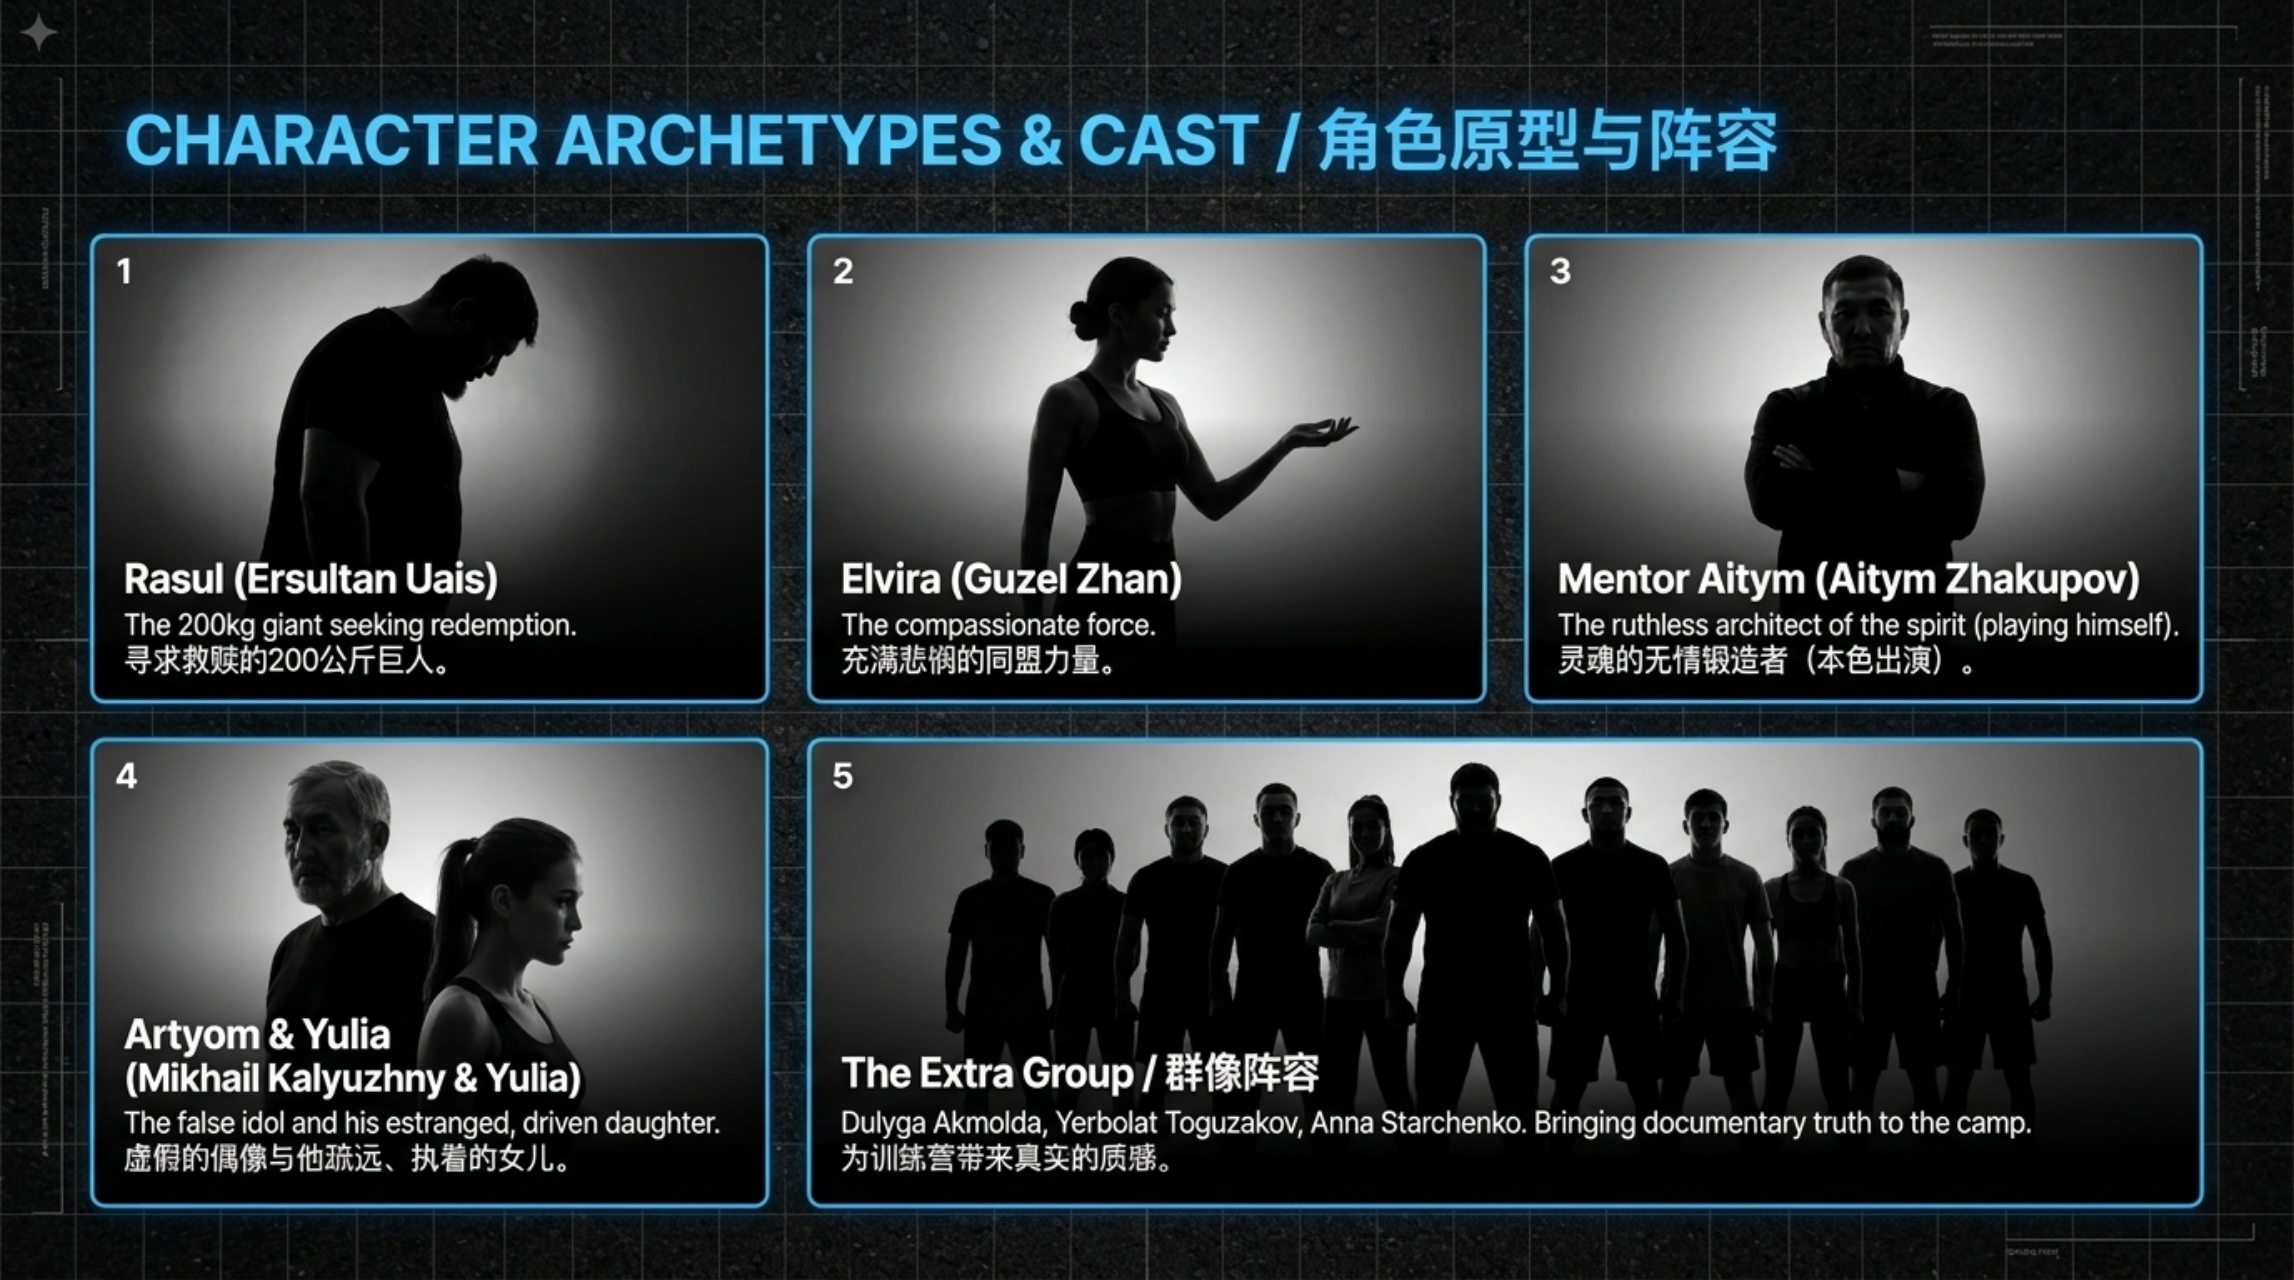 CHARACTER ARCHETYPES & CAST / 角色原型与阵容
1
Rasul (Ersultan Uais)
The 200kg giant seeking redemption.
寻求救赎的200公斤巨人。
2
Elvira (Guzel Zhan)
The compassionate force.
充满悲悯的同盟力量。
3
Mentor Aitym (Aitym Zhakupov)
The ruthless architect of the spirit (playing himself).
灵魂的无情锻造者（本色出演）。
4
Artyom & Yulia
(Mikhail Kalyuzhny & Yulia)
The false idol and his estranged, driven daughter.
虚假的偶像与他疏远、执着的女儿。
5
The Extra Group / 群像阵容
Dulyga Akmolda, Yerbolat Toguzakov, Anna Starchenko. Bringing documentary truth to the camp.
为训练营带来真实的质感。